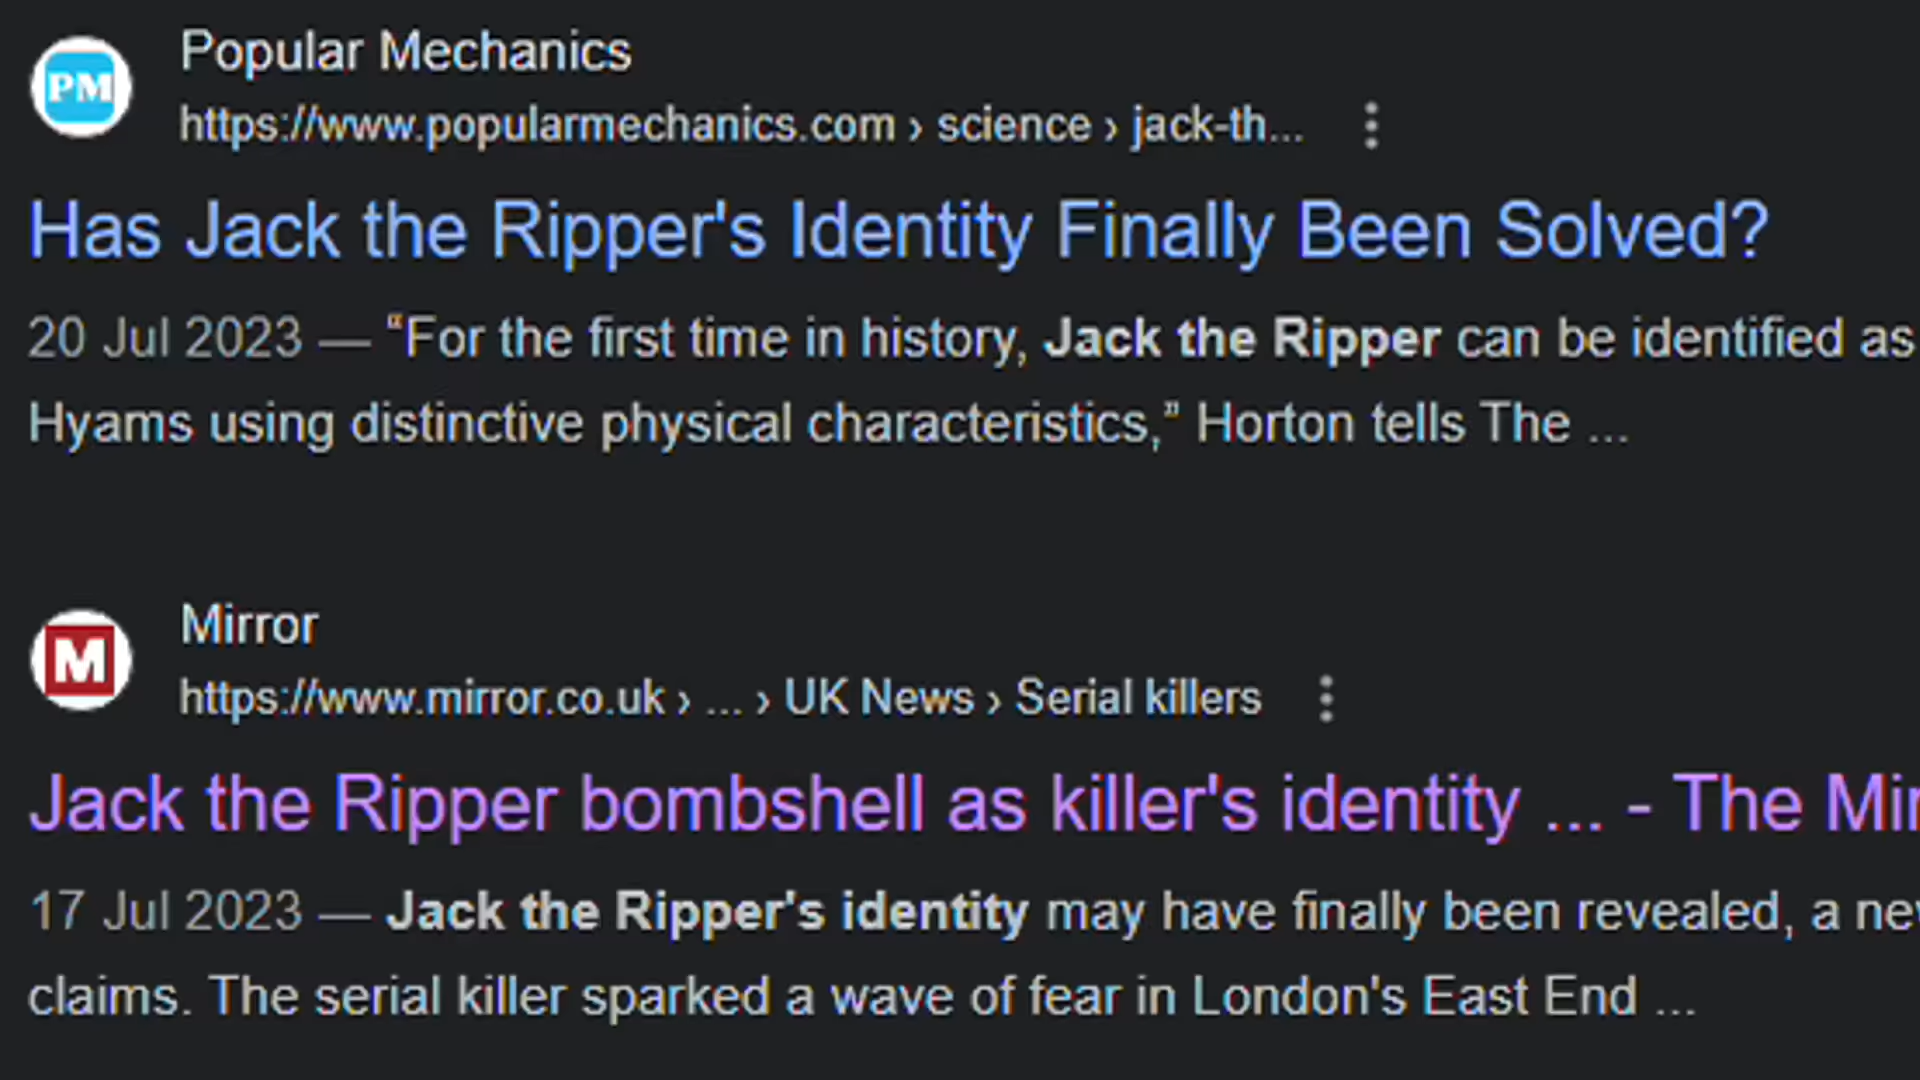 PM
Popular Mechanics
https://www.popularmechanics.com › science › jack-th...
Has Jack the Ripper's Identity Finally Been Solved?
20 Jul 2023 — “For the first time in history, Jack the Ripper can be identified as
Hyams using distinctive physical characteristics,” Horton tells The ...
M
Mirror
https://www.mirror.co.uk › ... › UK News › Serial killers
Jack the Ripper bombshell as killer's identity ... - The
17 Jul 2023 — Jack the Ripper's identity may have finally been revealed, a
claims. The serial killer sparked a wave of fear in London's East End ...